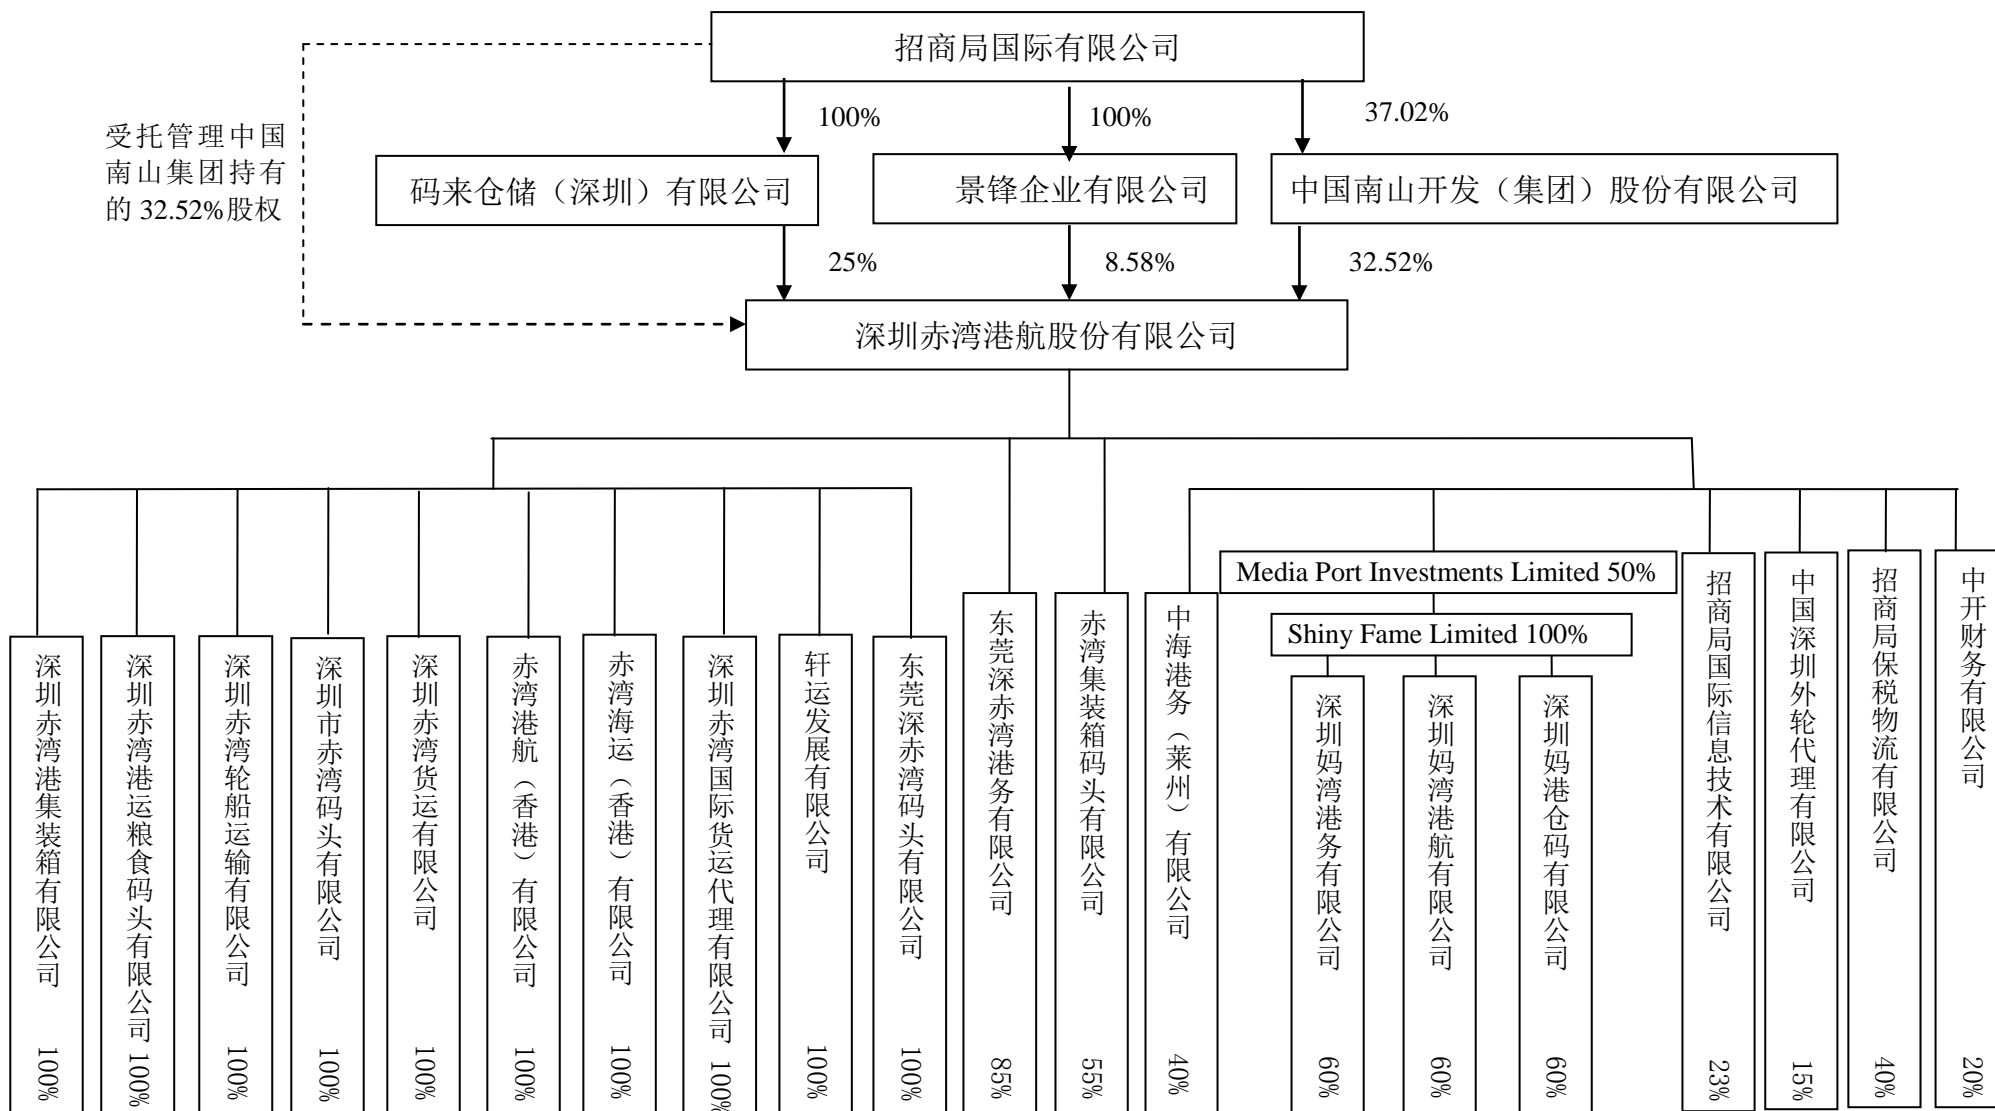 招商局国际有限公司
100%
100%
37.02%
受托管理中国
南山集团持有
的 32.52%股权
码来仓储（深圳）有限公司
景锋企业有限公司
中国南山开发（集团）股份有限公司
25%
8.58%
32.52%
深圳赤湾港航股份有限公司
深圳赤湾港集装箱有限公司 100%
深圳赤湾港运粮食码头有限公司 100%
深圳赤湾轮船运输有限公司 100%
深圳市赤湾码头有限公司 100%
深圳赤湾货运有限公司 100%
赤湾港航（香港）有限公司 100%
赤湾海运（香港）有限公司 100%
深圳赤湾国际货运代理有限公司 100%
轩运发展有限公司 100%
东莞深赤湾码头有限公司 100%
东莞深赤湾港务有限公司 85%
赤湾集装箱码头有限公司 55%
中海港务（莱州）有限公司 40%
Media Port Investments Limited 50%
Shiny Fame Limited 100%
深圳妈湾港务有限公司 60%
深圳妈湾港航有限公司 60%
深圳妈港仓码有限公司 60%
招商局国际信息技术有限公司 23%
中国深圳外轮代理有限公司 15%
招商局保税物流有限公司 40%
中开财务有限公司 20%